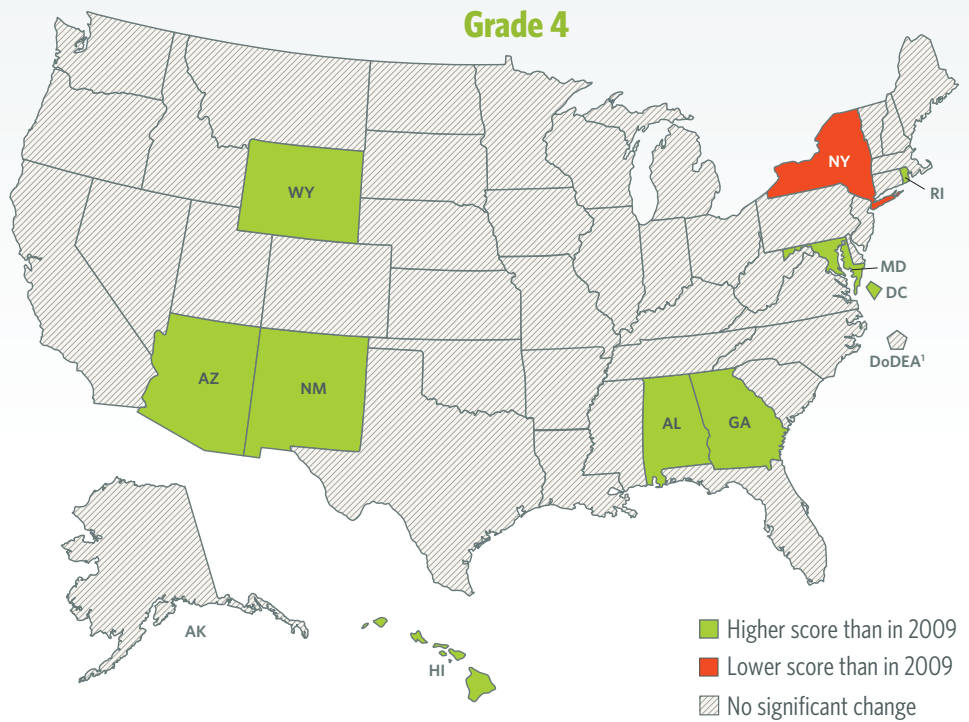 Grade 4
WY
NY
RI
MD
DC
DoDEA¹
AZ
NM
AL
GA
AK
HI
Higher score than in 2009
Lower score than in 2009
No significant change